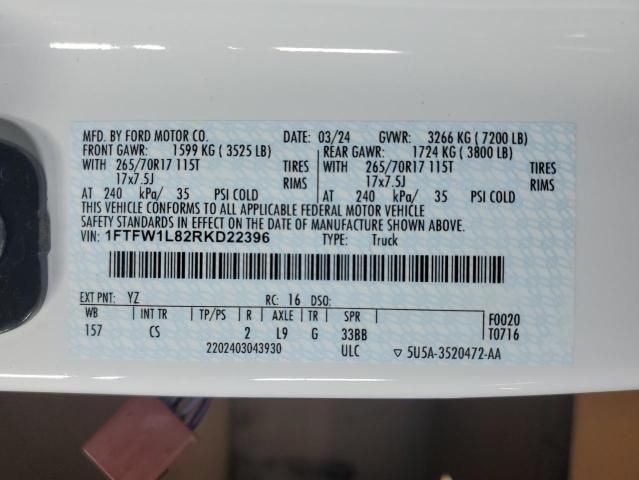 MFD. BY FORD MOTOR CO. DATE: 03/24 GVWR: 3266 KG ( 7200 LB)
FRONT GAWR: 1599 KG ( 3525 LB) REAR GAWR: 1724 KG ( 3800 LB)
WITH 265/70R17 115T TIRES WITH 265/70R17 115T TIRES
17x7.5J RIMS 17x7.5J RIMS
AT 240 kPa/ 35 PSI COLD AT 240 kPa/ 35 PSI COLD
THIS VEHICLE CONFORMS TO ALL APPLICABLE FEDERAL MOTOR VEHICLE
SAFETY STANDARDS IN EFFECT ON THE DATE OF MANUFACTURE SHOWN ABOVE.
VIN: 1FTFW1L82RKD22396 TYPE: Truck
EXT PNT: YZ RC: 16 DSO:
WB INT TR TP/PS R AXLE TR SPR F0020
157 CS 2 L9 G 33BB T0716
2202403043930 ULC ▽ 5U5A-3520472-AA